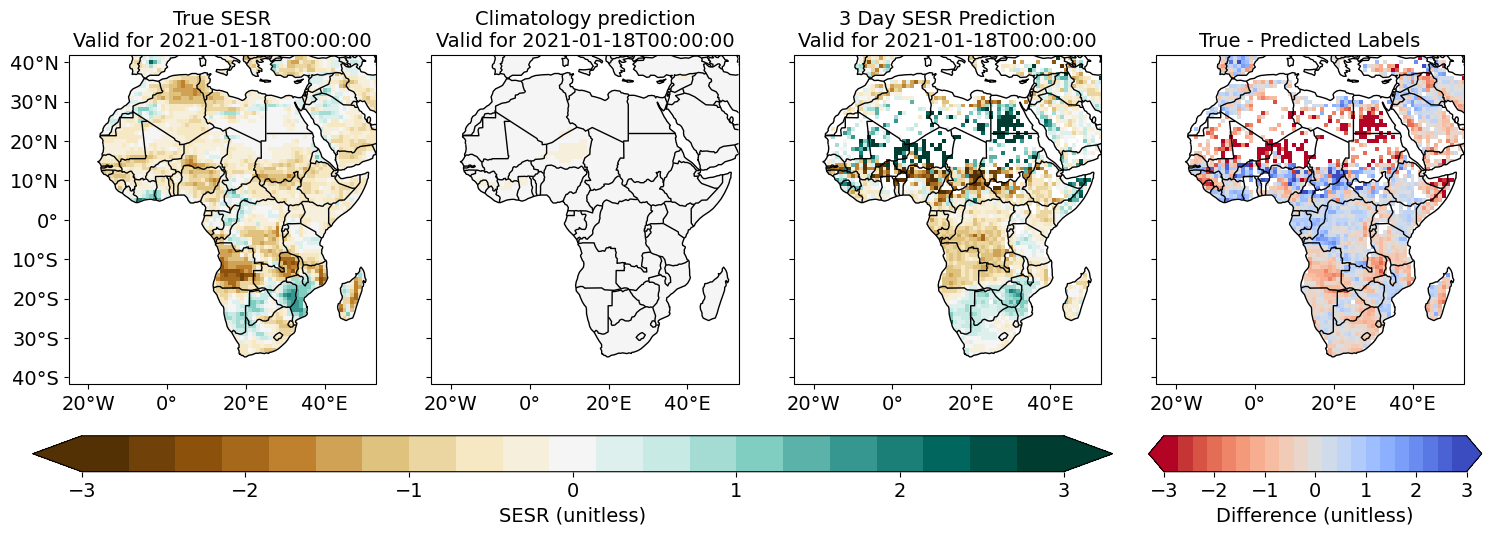 True SESR
Valid for 2021-01-18T00:00:00
Climatology prediction
Valid for 2021-01-18T00:00:00
3 Day SESR Prediction
Valid for 2021-01-18T00:00:00
True - Predicted Labels
40°N
30°N
20°N
10°N
0°
10°S
20°S
30°S
40°S
20°W 0° 20°E 40°E
20°W 0° 20°E 40°E
20°W 0° 20°E 40°E
20°W 0° 20°E 40°E
−3 −2 −1 0 1 2 3
SESR (unitless)
−3 −2 −1 0 1 2 3
Difference (unitless)